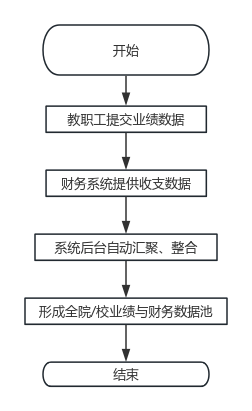 开始
教职工提交业绩数据
财务系统提供收支数据
系统后台自动汇聚、整合
形成全院/校业绩与财务数据池
结束